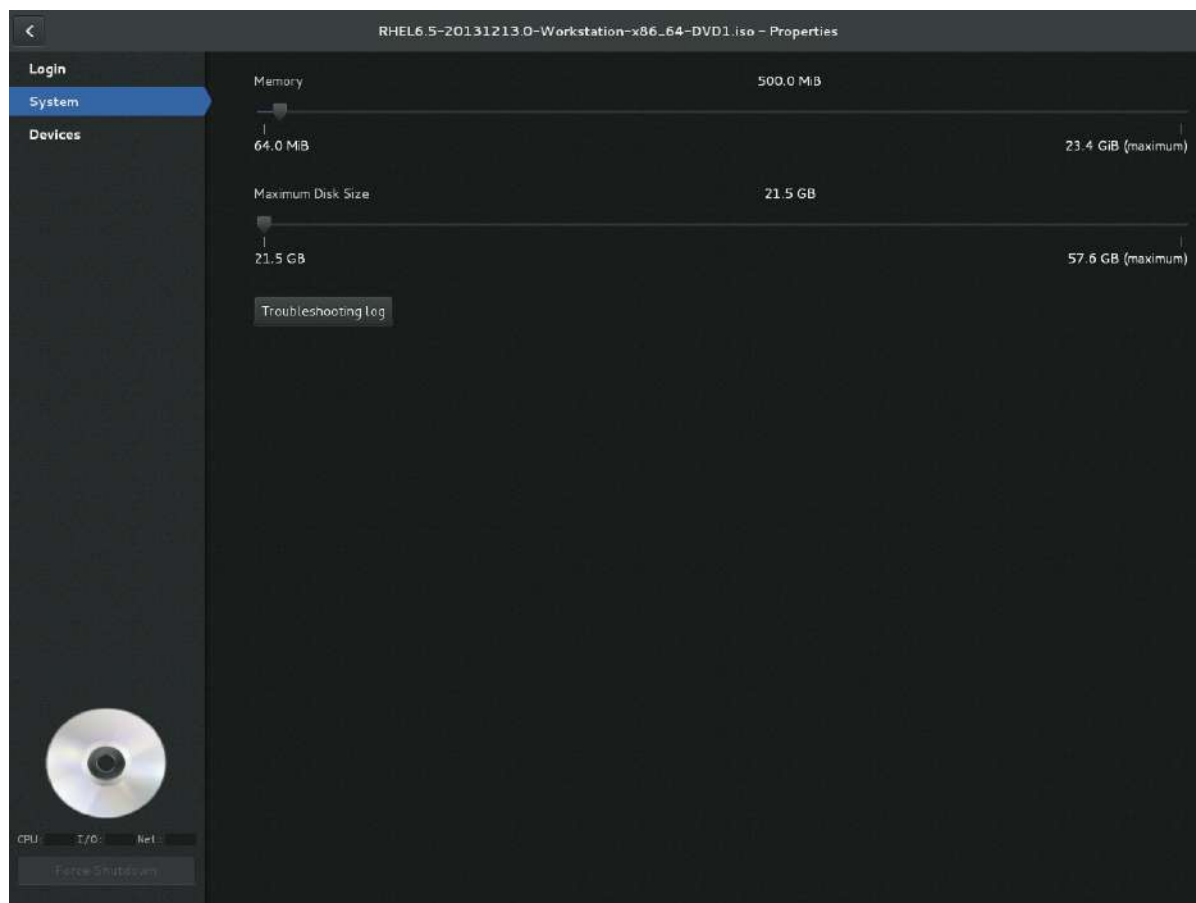 RHEL6.5-20131213.0-Workstation-x86_64-DVD1.iso - Properties
Login
System
Devices
Memory 500.0 MiB
64.0 MiB 23.4 GiB (maximum)
Maximum Disk Size 21.5 GB
21.5 GB 57.6 GB (maximum)
Troubleshooting log
CPU: I/O: Net:
Force Shutdown